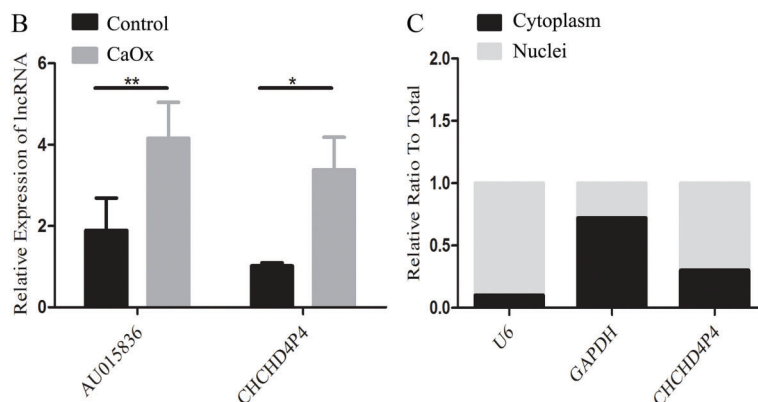 B
Control
CaOx
Relative Expression of lncRNA
6
4
2
0
**
*
AU015836
CHCHD4P4
C
Cytoplasm
Nuclei
Relative Ratio To Total
2.0
1.5
1.0
0.5
0.0
U6
GAPDH
CHCHD4P4